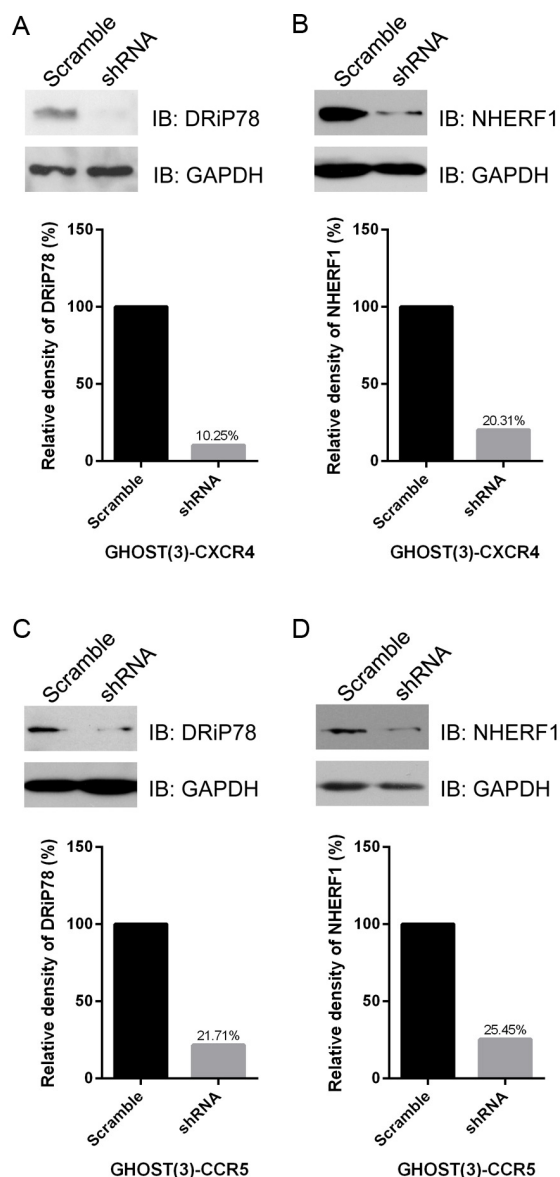 A
Scramble
shRNA
IB: DRiP78
IB: GAPDH
Relative density of DRiP78 (%)
150
100
50
0
10.25%
Scramble
shRNA
GHOST(3)-CXCR4
B
Scramble
shRNA
IB: NHERF1
IB: GAPDH
Relative density of NHERF1 (%)
150
100
50
0
20.31%
Scramble
shRNA
GHOST(3)-CXCR4
C
Scramble
shRNA
IB: DRiP78
IB: GAPDH
Relative density of DRiP78 (%)
150
100
50
0
21.71%
Scramble
shRNA
GHOST(3)-CCR5
D
Scramble
shRNA
IB: NHERF1
IB: GAPDH
Relative density of NHERF1 (%)
150
100
50
0
25.45%
Scramble
shRNA
GHOST(3)-CCR5